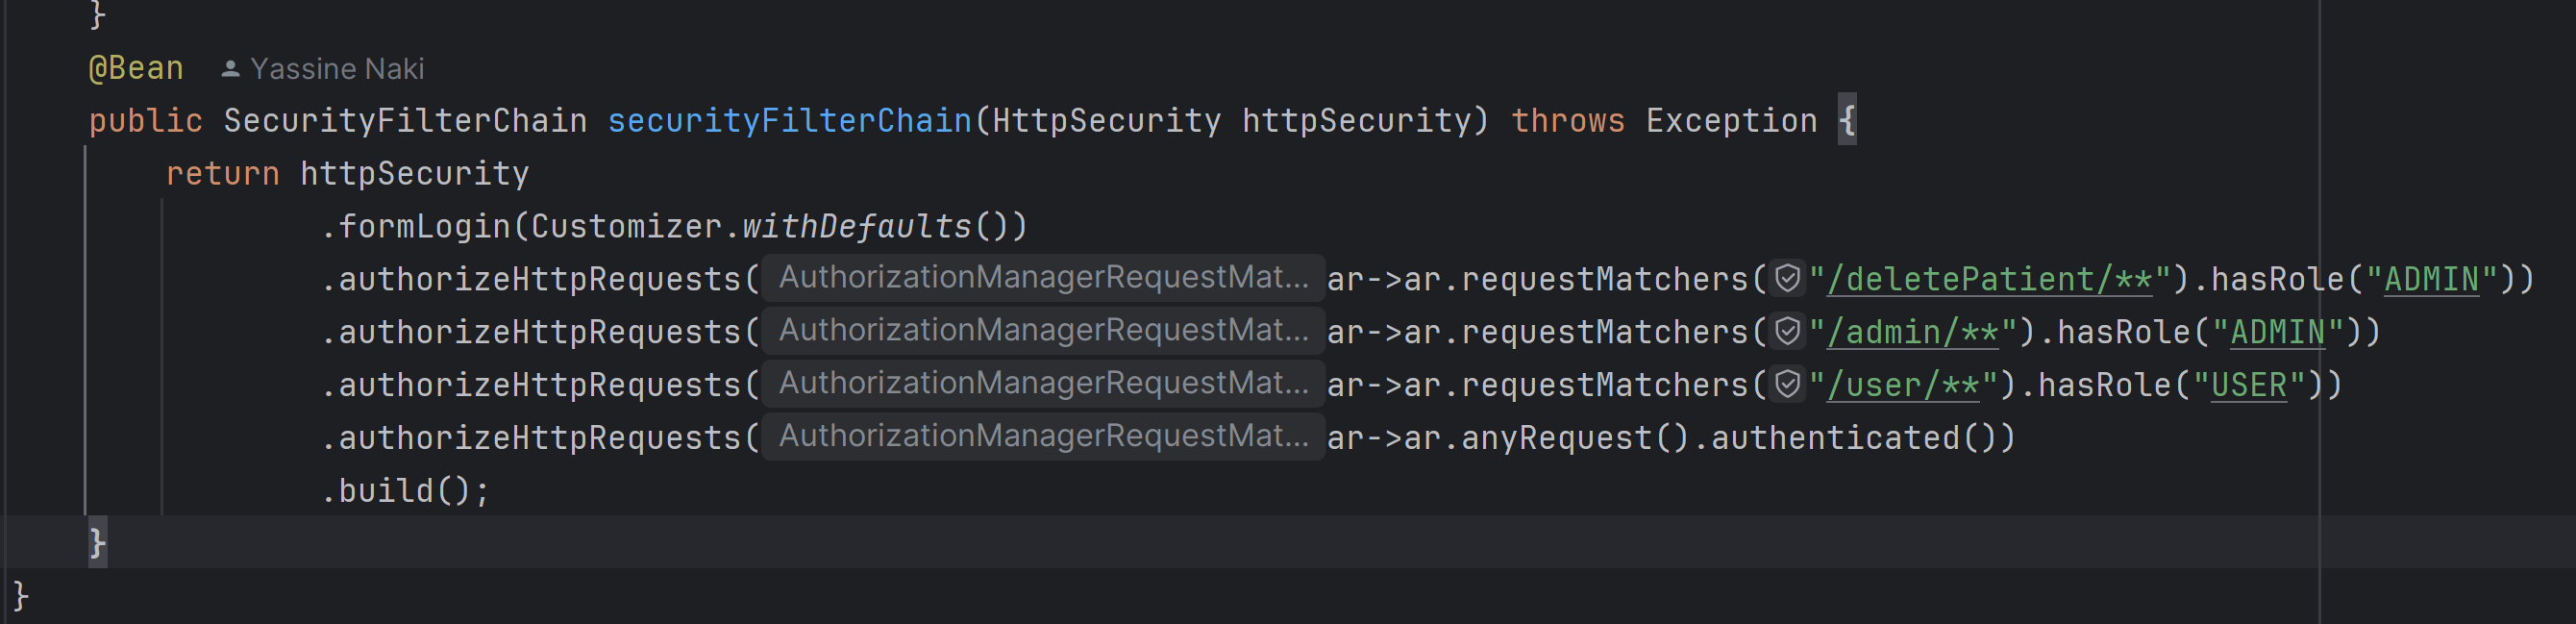 }
@Bean Yassine Naki
public SecurityFilterChain securityFilterChain(HttpSecurity httpSecurity) throws Exception {
return httpSecurity
.formLogin(Customizer.withDefaults())
.authorizeHttpRequests( AuthorizationManagerRequestMat... ar->ar.requestMatchers("/deletePatient/**").hasRole("ADMIN"))
.authorizeHttpRequests( AuthorizationManagerRequestMat... ar->ar.requestMatchers("/admin/**").hasRole("ADMIN"))
.authorizeHttpRequests( AuthorizationManagerRequestMat... ar->ar.requestMatchers("/user/**").hasRole("USER"))
.authorizeHttpRequests( AuthorizationManagerRequestMat... ar->ar.anyRequest().authenticated())
.build();
}
}